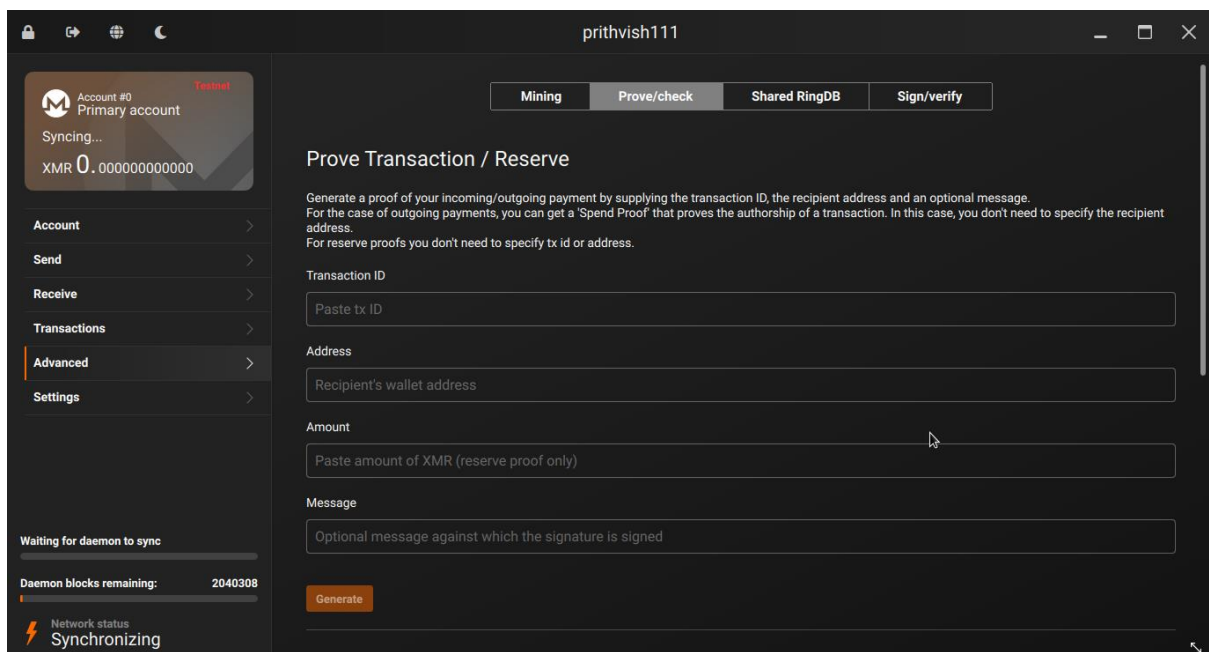 prithvish111
Testnet
Account #0
Primary account
Syncing...
XMR 0.000000000000
Account
Send
Receive
Transactions
Advanced
Settings
Waiting for daemon to sync
Daemon blocks remaining: 2040308
Network status
Synchronizing
Mining Prove/check Shared RingDB Sign/verify
Prove Transaction / Reserve
Generate a proof of your incoming/outgoing payment by supplying the transaction ID, the recipient address and an optional message.
For the case of outgoing payments, you can get a 'Spend Proof' that proves the authorship of a transaction. In this case, you don't need to specify the recipient
address.
For reserve proofs you don't need to specify tx id or address.
Transaction ID
Paste tx ID
Address
Recipient's wallet address
Amount
Paste amount of XMR (reserve proof only)
Message
Optional message against which the signature is signed
Generate